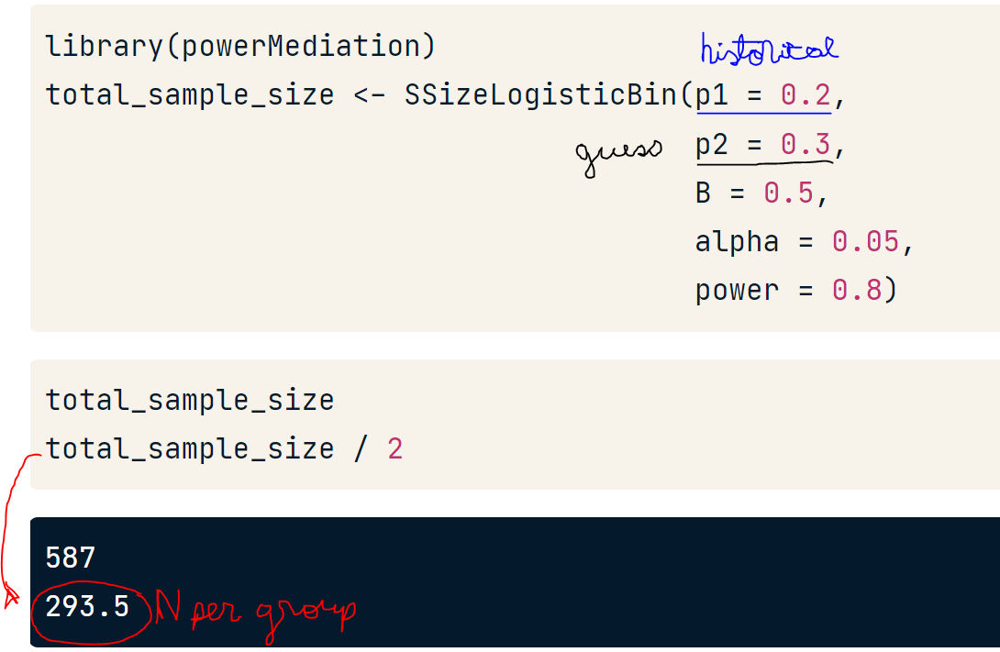 library(powerMediation)
historical
total_sample_size <- SSizeLogisticBin(p1 = 0.2,
guess p2 = 0.3,
B = 0.5,
alpha = 0.05,
power = 0.8)
total_sample_size
total_sample_size / 2
587
293.5 N per group